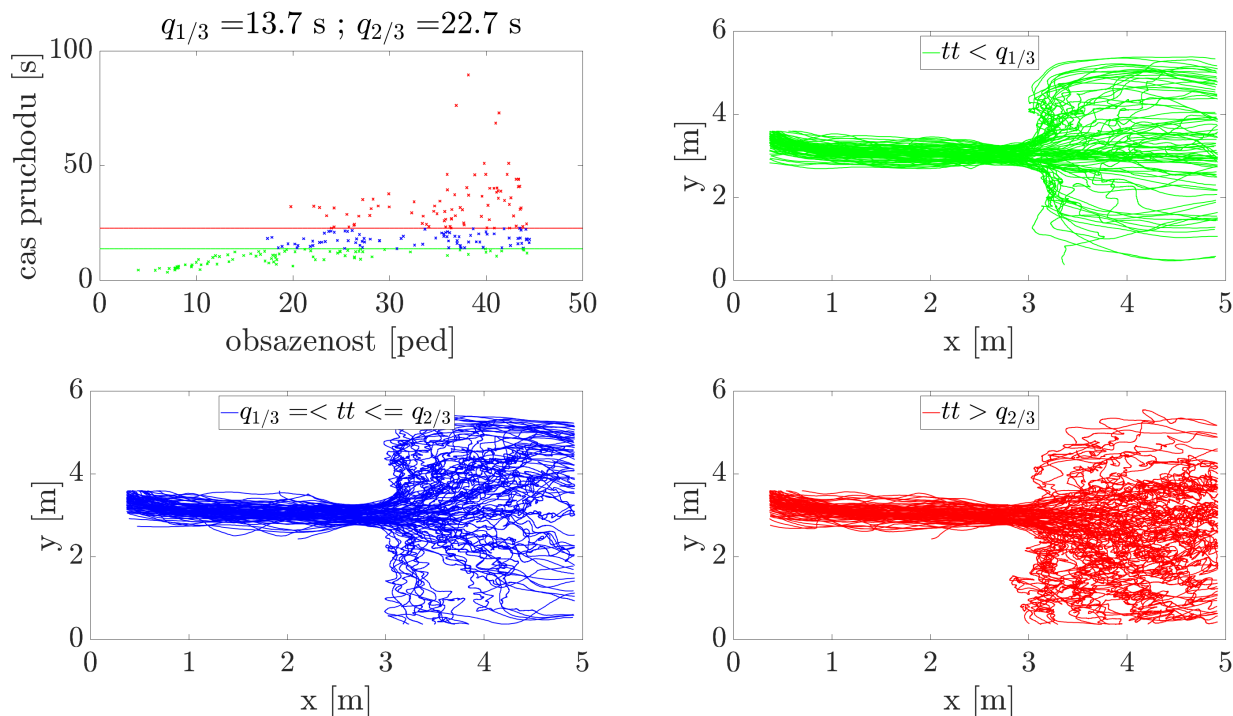 q1/3 =13.7 s ; q2/3 =22.7 s
100
50
0
cas pruchodu [s]
0 10 20 30 40 50
obsazenost [ped]
tt < q1/3
6
4
2
0
y [m]
0 1 2 3 4 5
x [m]
q1/3 =< tt <= q2/3
6
4
2
0
y [m]
0 1 2 3 4 5
x [m]
tt > q2/3
6
4
2
0
y [m]
0 1 2 3 4 5
x [m]